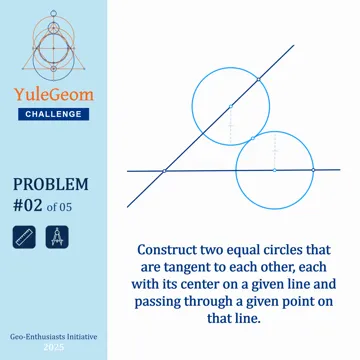 YuleGeom
CHALLENGE
PROBLEM
#02 of 05
Geo-Enthusiasts Initiative
2025
Construct two equal circles that
are tangent to each other, each
with its center on a given line and
passing through a given point on
that line.